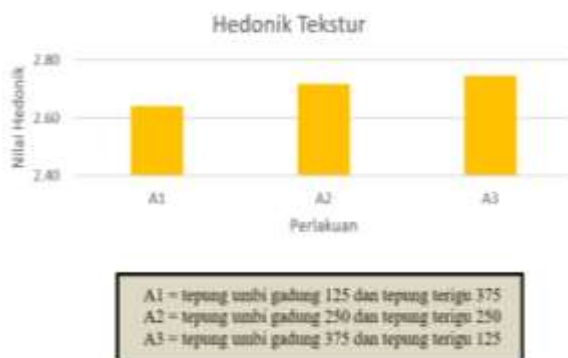 Hedonik Tekstur
2.80
2.60
2.40
Nilai Hedonik
A1 A2 A3
Perlakuan
A1 = tepung umbi gadung 125 dan tepung terigu 375
A2 = tepung umbi gadung 250 dan tepung terigu 250
A3 = tepung umbi gadung 375 dan tepung terigu 125